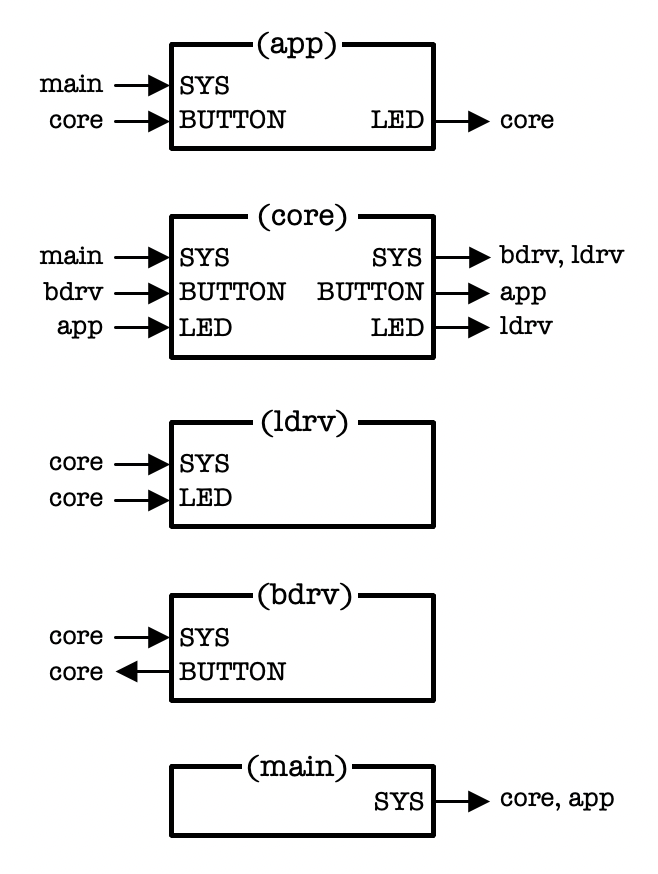 (app)
main SYS
core BUTTON LED core
(core)
main SYS SYS bdrv, ldrv
bdrv BUTTON BUTTON app
app LED LED ldrv
(ldrv)
core SYS
core LED
(bdrv)
core SYS
core BUTTON
(main)
SYS core, app